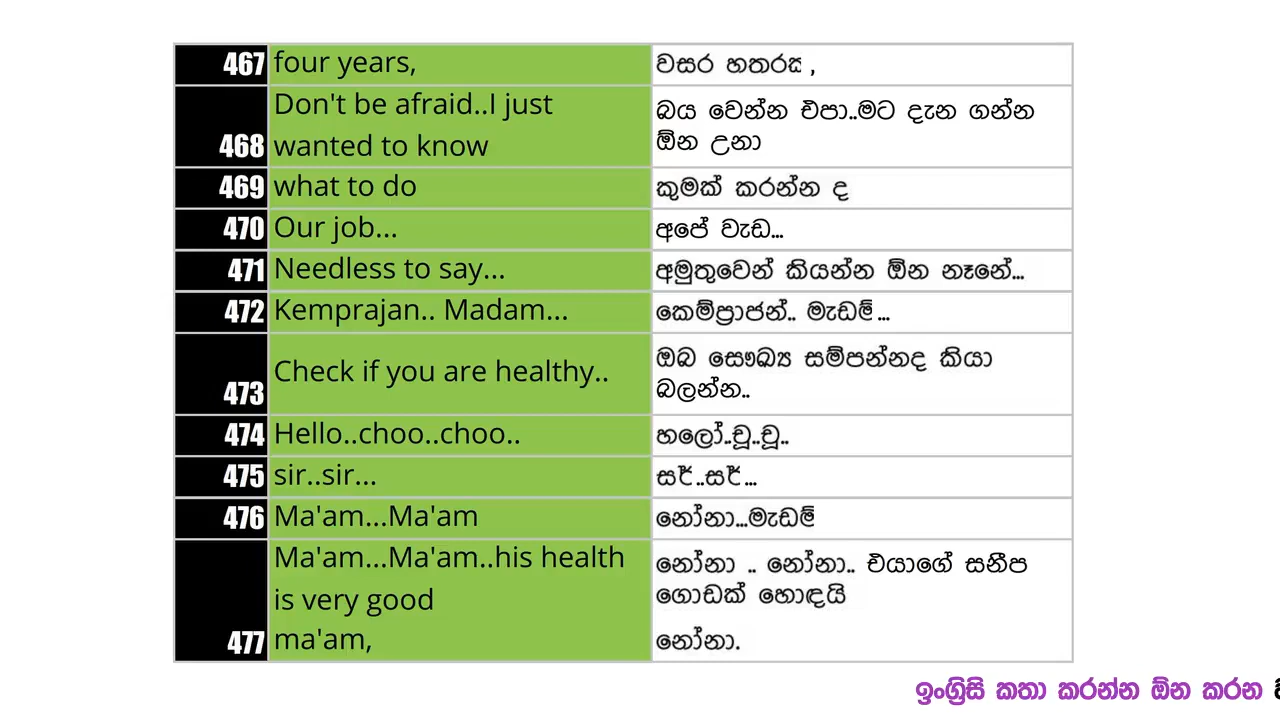 467 four years, වසර හතරක් ,
Don't be afraid..I just
468 wanted to know
බය වෙන්න එපා..මට දැන ගන්න
ඕන උනා
469 what to do කුමක් කරන්න ද
470 Our job... අපේ වැඩ...
471 Needless to say... අමුතුවෙන් කියන්න ඕන නෑනේ...
472 Kemprajan.. Madam... කෙම්ප්‍රාජන්.. මැඩම්...
473 Check if you are healthy..
ඔබ සෞඛ්‍ය සම්පන්නද කියා
බලන්න..
474 Hello..choo..choo.. හලෝ..චූ..චූ..
475 sir..sir... සර්..සර්...
476 Ma'am...Ma'am නෝනා...මැඩම්
Ma'am...Ma'am..his health
is very good
477 ma'am,
නෝනා .. නෝනා.. එයාගේ සනීප
ගොඩක් හොඳයි
නෝනා.
ඉංග්‍රිසි කතා කරන්න ඕන කරන